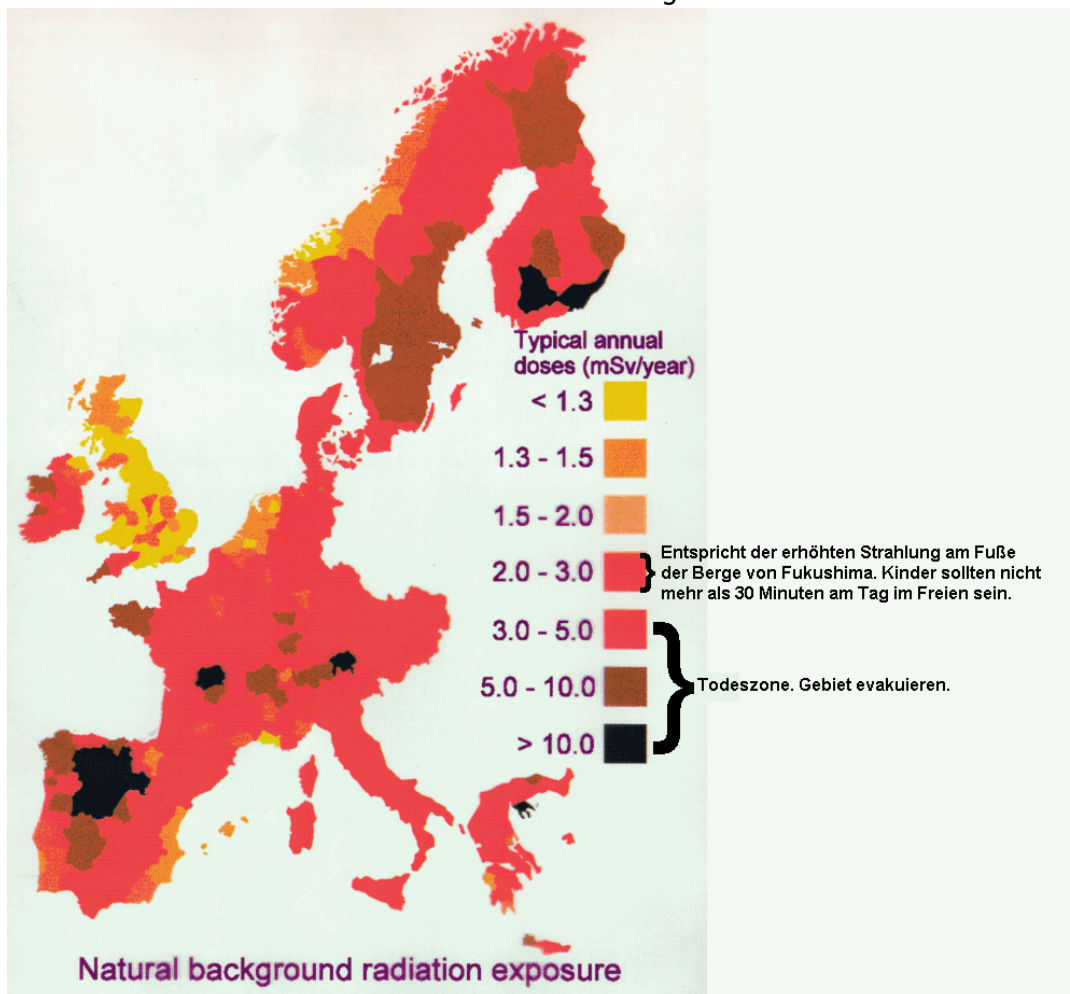 Typical annual
doses (mSv/year)
< 1.3
1.3 - 1.5
1.5 - 2.0
2.0 - 3.0
Entspricht der erhöhten Strahlung am Fuße
der Berge von Fukushima. Kinder sollten nicht
mehr als 30 Minuten am Tag im Freien sein.
3.0 - 5.0
5.0 - 10.0
Todeszone. Gebiet evakuieren.
> 10.0
Natural background radiation exposure